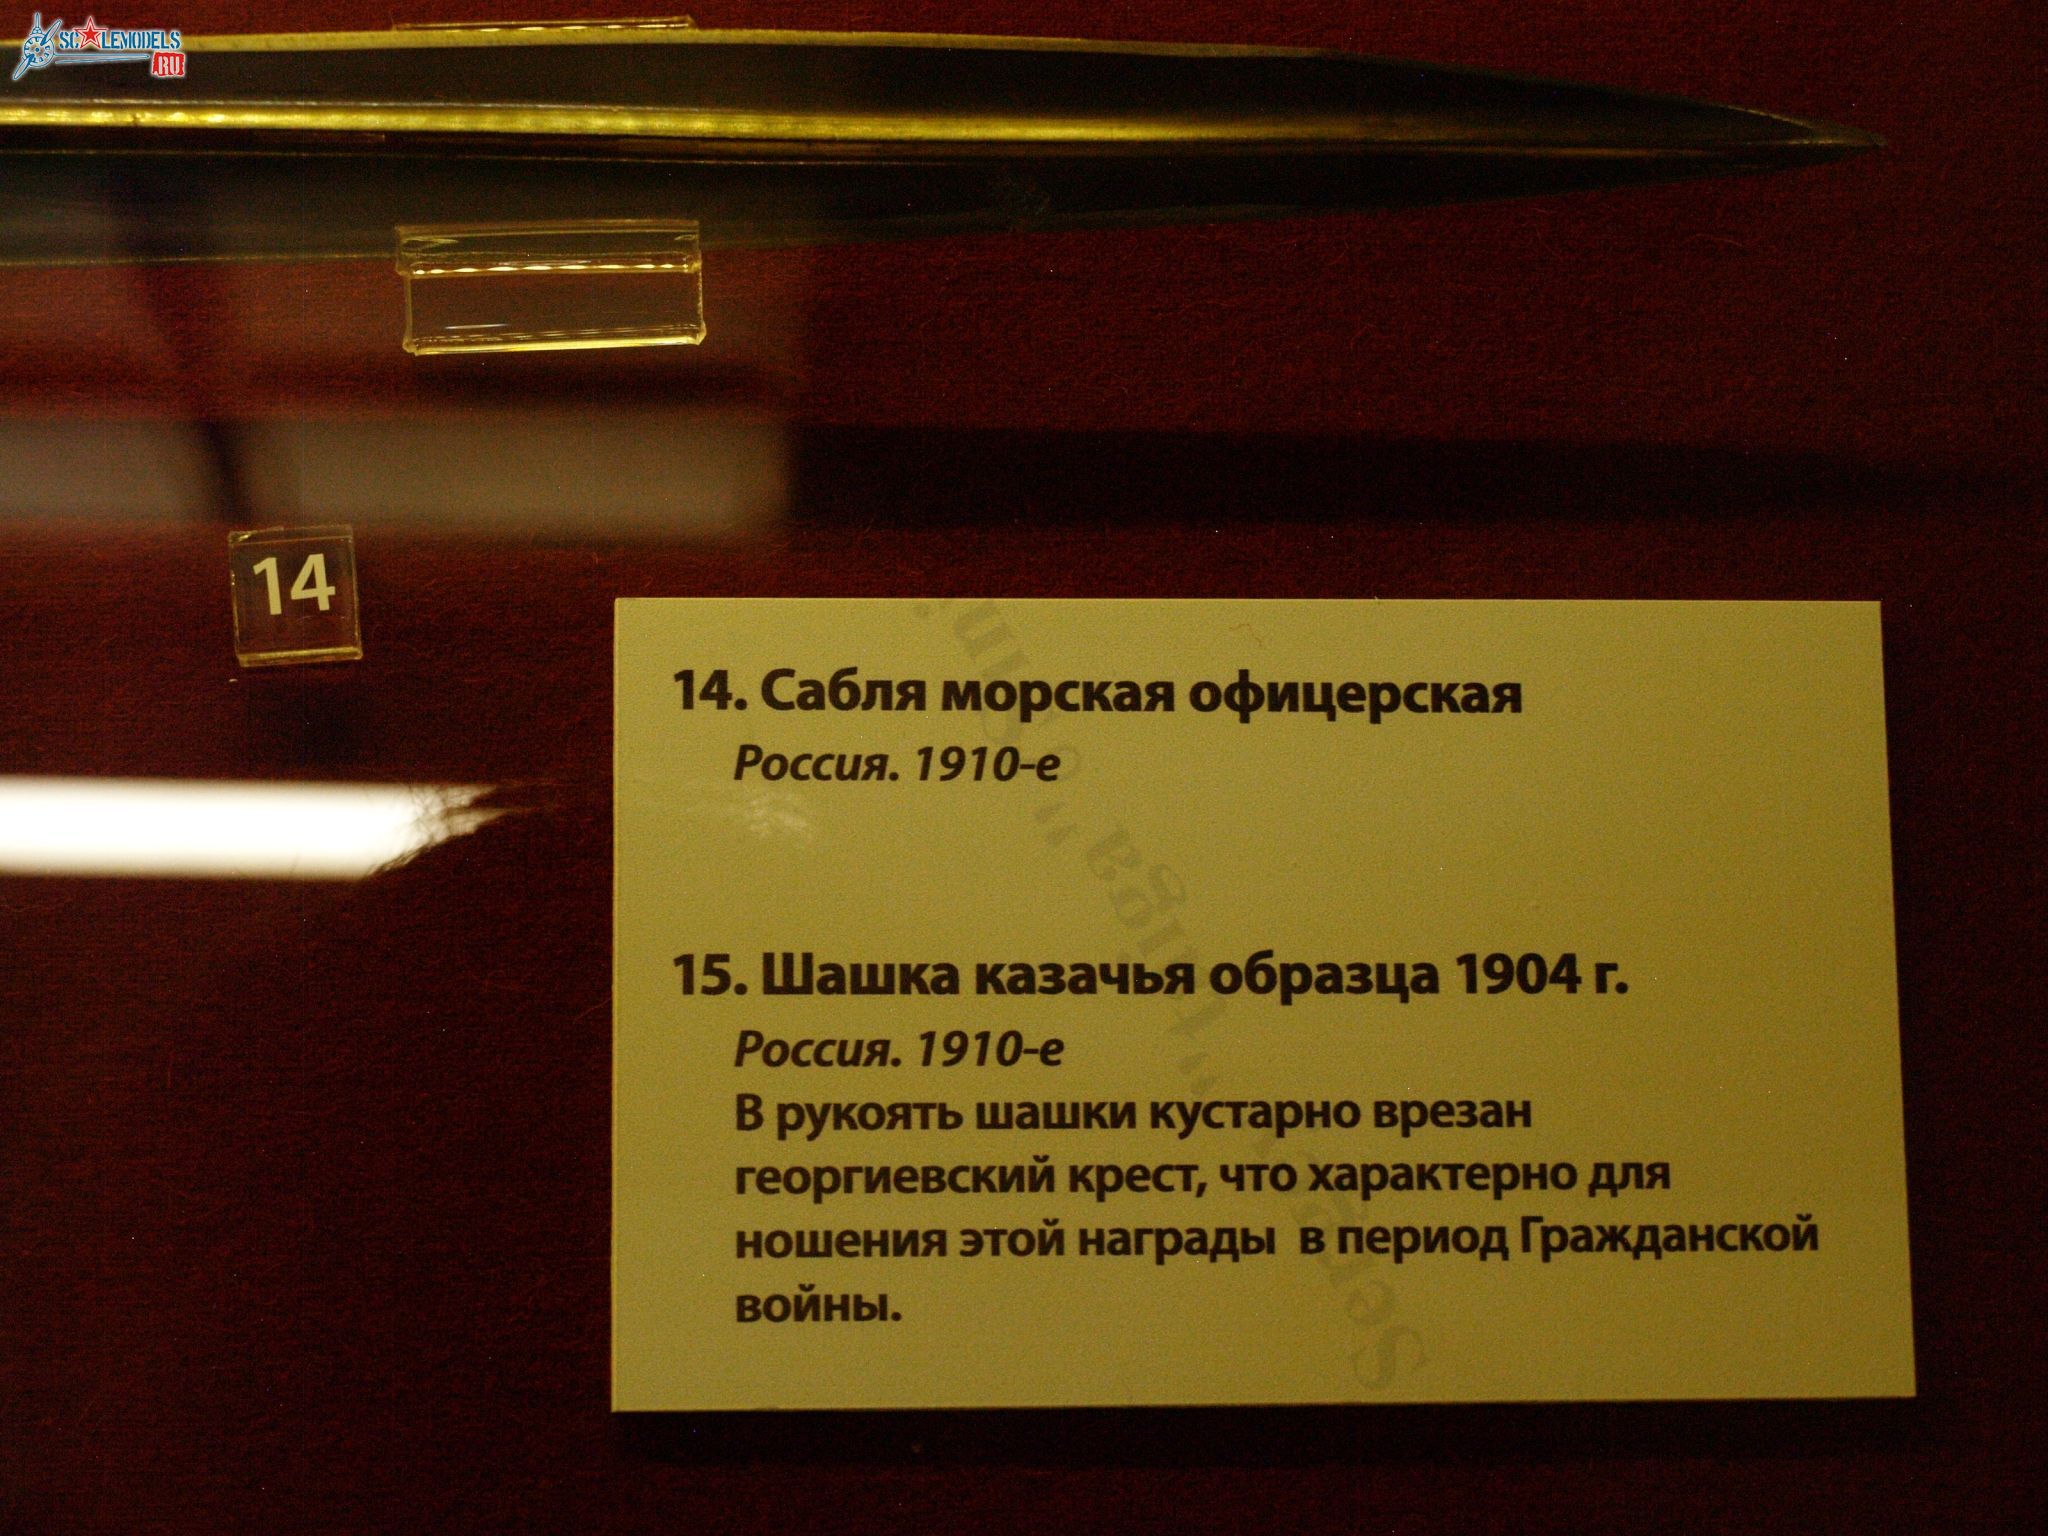 SCALEMODELS
RU
14
14. Сабля морская офицерская
Россия. 1910-е
15. Шашка казачья образца 1904 г.
Россия. 1910-е
В рукоять шашки кустарно врезан
георгиевский крест, что характерно для
ношения этой награды в период Гражданской
войны.